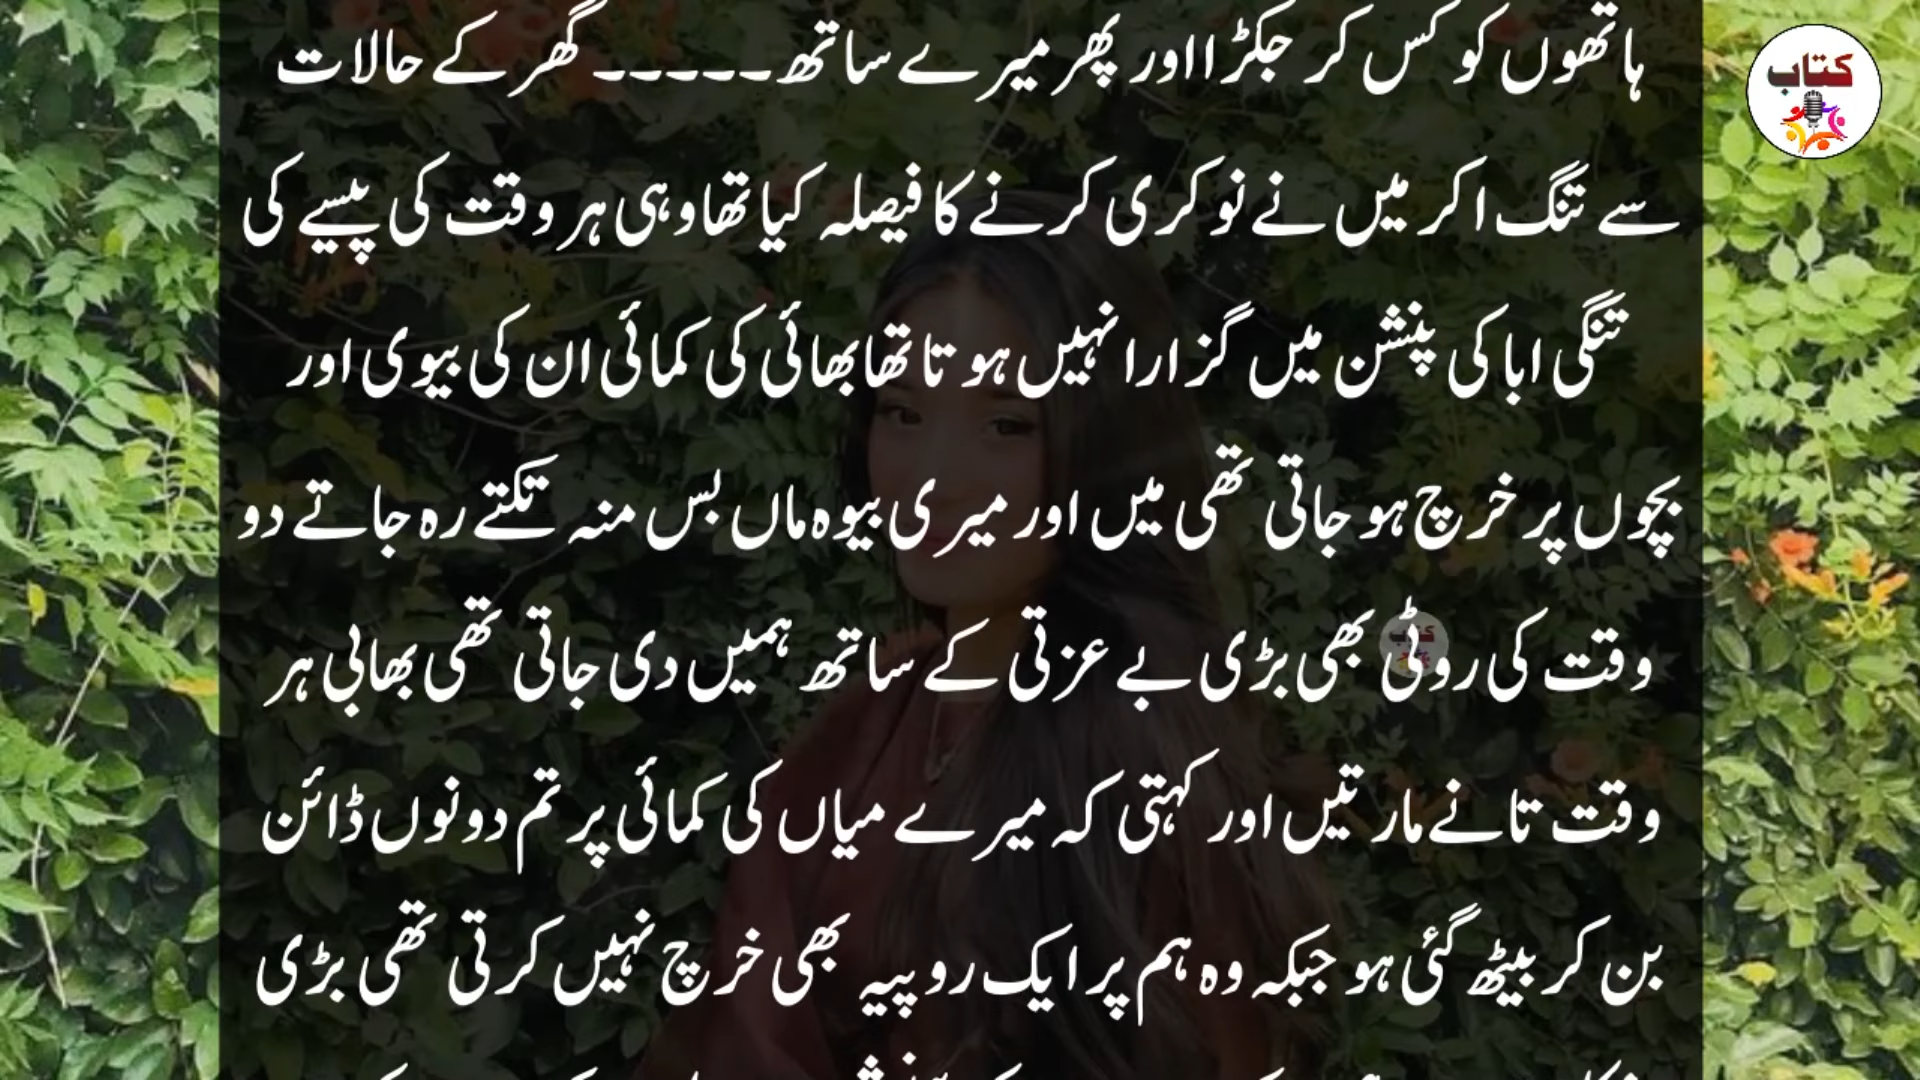 کتاب
ہاتھوں کو کس کر جکڑا اور پھر میرے ساتھ۔۔۔۔۔ گھر کے حالات
سے تنگ اکر میں نے نوکری کرنے کا فیصلہ کیا تھا وہی ہر وقت کی پیسے کی
تنگی ابا کی پنشن میں گزارا نہیں ہوتا تھا بھائی کی کمائی ان کی بیوی اور
بچوں پر خرچ ہو جاتی تھی میں اور میری بیوہ ماں بس منہ تکتے رہ جاتے دو
وقت کی روٹی بھی بڑی بے عزتی کے ساتھ ہمیں دی جاتی تھی بھابی ہر
کتاب
وقت تانے مارتیں اور کہتی کہ میرے میاں کی کمائی پر تم دونوں ڈائن
بن کر بیٹھ گئی ہو جبکہ وہ ہم پر ایک روپیہ بھی خرچ نہیں کرتی تھی بڑی